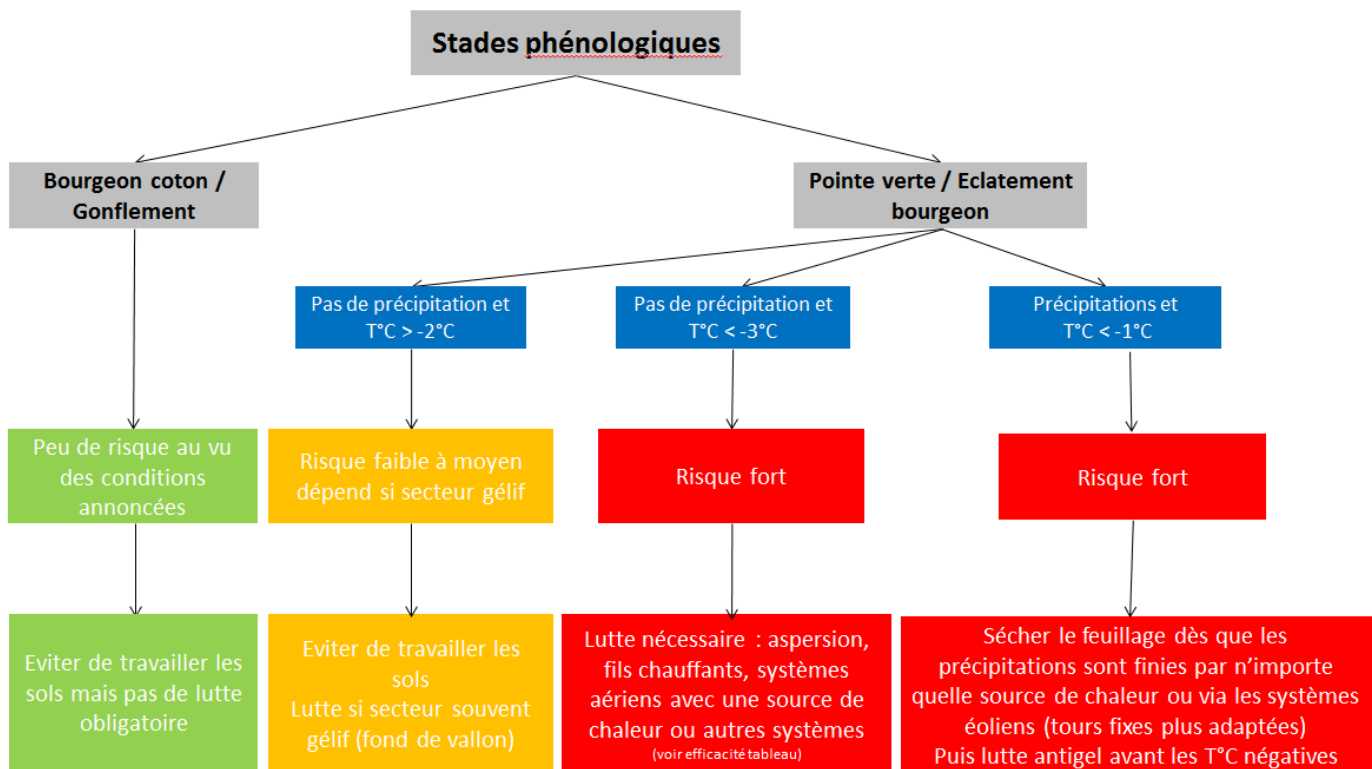 Stades phénologiques
Bourgeon coton /
Gonflement
Pointe verte / Eclatement
bourgeon
Pas de précipitation et
T°C > -2°C
Pas de précipitation et
T°C < -3°C
Précipitations et
T°C < -1°C
Peu de risque au vu
des conditions
annoncées
Risque faible à moyen
dépend si secteur gélif
Risque fort
Risque fort
Eviter de travailler les
sols mais pas de lutte
obligatoire
Eviter de travailler les
sols
Lutte si secteur souvent
gélif (fond de vallon)
Lutte nécessaire : aspersion,
fils chauffants, systèmes
aériens avec une source de
chaleur ou autres systèmes
(voir efficacité tableau)
Sécher le feuillage dès que les
précipitations sont finies par n’importe
quelle source de chaleur ou via les systèmes
éoliens (tours fixes plus adaptées)
Puis lutte antigel avant les T°C négatives